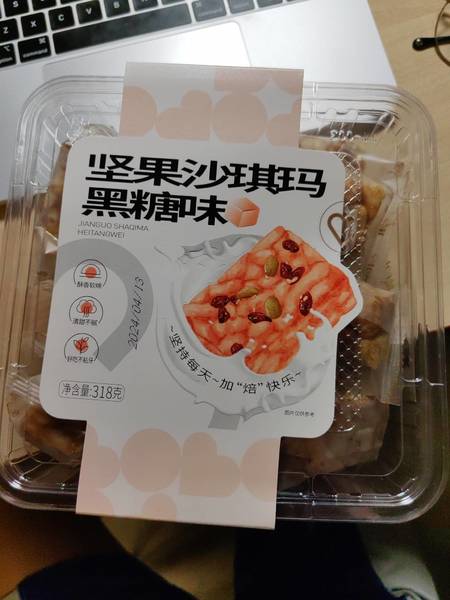 坚果沙琪玛
黑糖味
JIANGUO SHAQIMA
HEITANGWEI
酥香软绵
清甜不腻
好吃不粘牙
2024/04/13
~坚持每天~加“焙”快乐~
净含量:318克
图片仅供参考